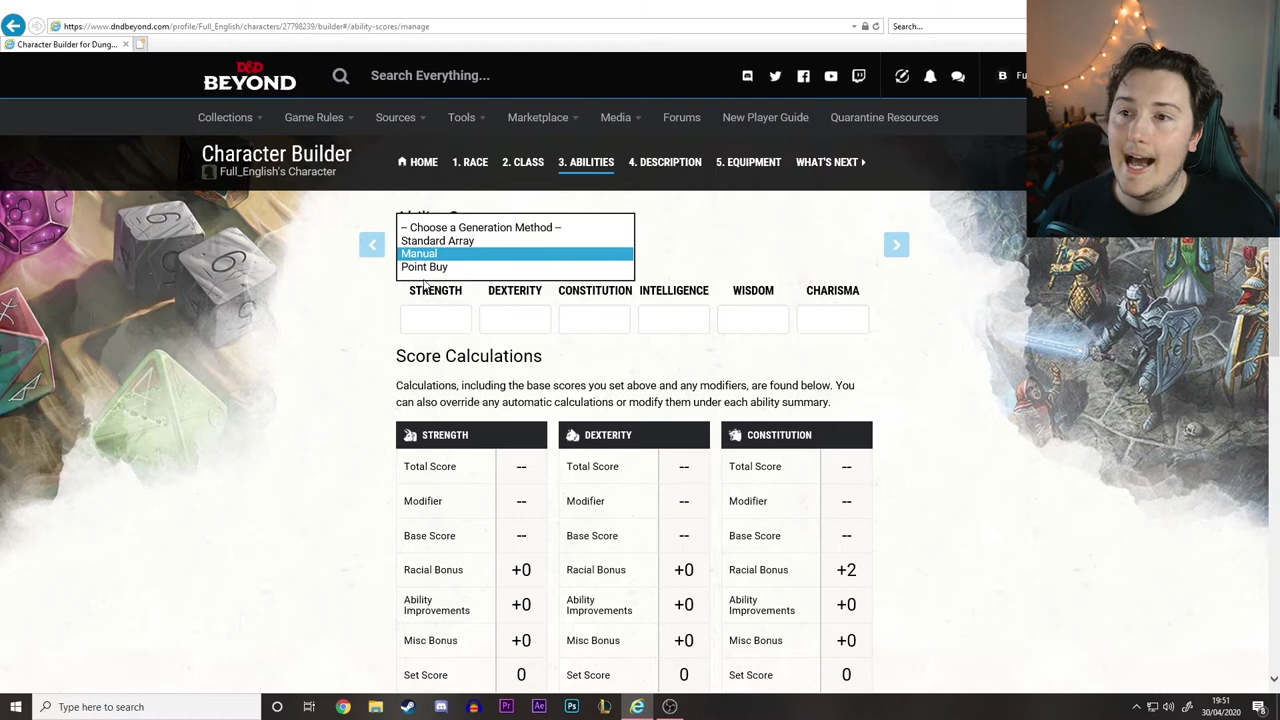 https://www.dndbeyond.com/profile/Full_English/characters/27798239/builder#/ability-scores/manage
Search...
Character Builder for Dung...
D&D BEYOND
Search Everything...
B Fu
Collections Game Rules Sources Tools Marketplace Media Forums New Player Guide Quarantine Resources
Character Builder
Full_English's Character
HOME 1. RACE 2. CLASS 3. ABILITIES 4. DESCRIPTION 5. EQUIPMENT WHAT'S NEXT
-- Choose a Generation Method --
Standard Array
Manual
Point Buy
STRENGTH DEXTERITY CONSTITUTION INTELLIGENCE WISDOM CHARISMA
Score Calculations
Calculations, including the base scores you set above and any modifiers, are found below. You
can also override any automatic calculations or modify them under each ability summary.
STRENGTH DEXTERITY CONSTITUTION
Total Score -- Total Score -- Total Score --
Modifier -- Modifier -- Modifier --
Base Score -- Base Score -- Base Score --
Racial Bonus +0 Racial Bonus +0 Racial Bonus +2
Ability Improvements +0 Ability Improvements +0 Ability Improvements +0
Misc Bonus +0 Misc Bonus +0 Misc Bonus +0
Set Score 0 Set Score 0 Set Score 0
Type here to search
Pr Ae Ps
19:51
30/04/2020